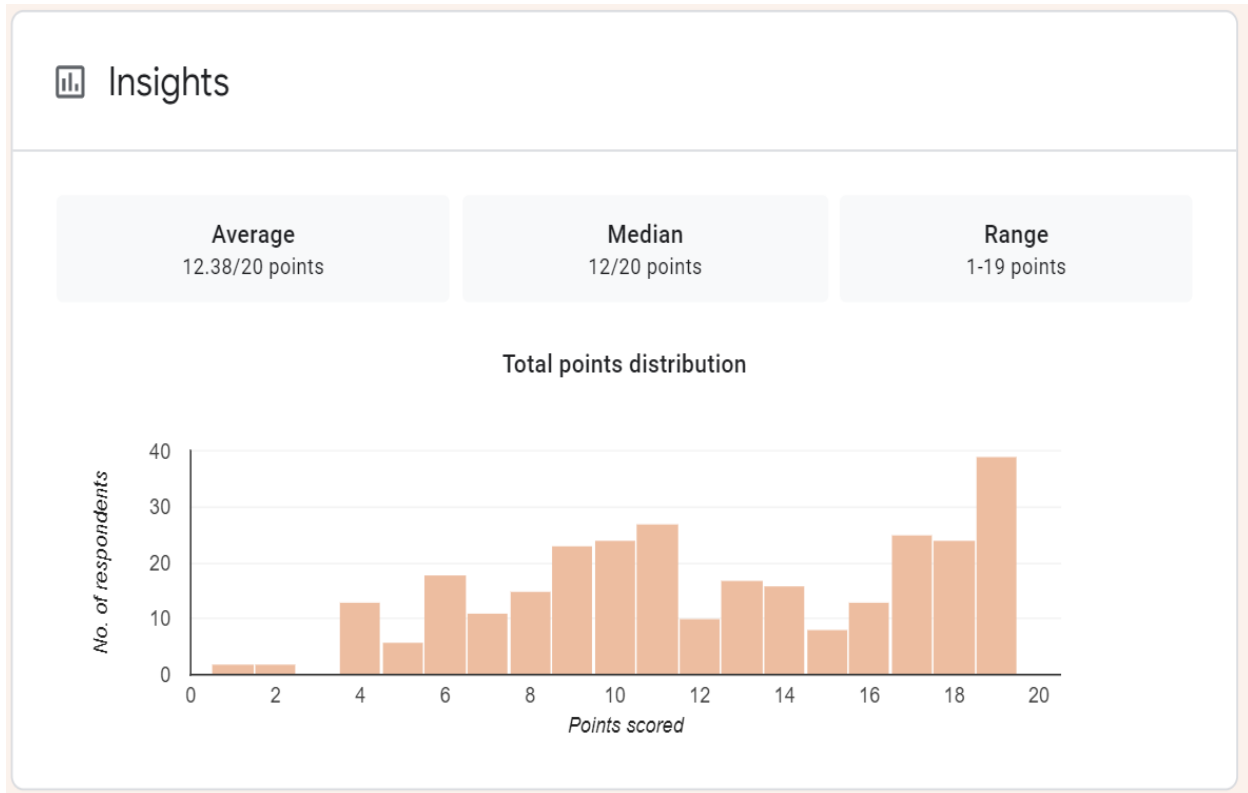 Insights
Average
12.38/20 points
Median
12/20 points
Range
1-19 points
Total points distribution
No. of respondents
40
30
20
10
0
0 2 4 6 8 10 12 14 16 18 20
Points scored